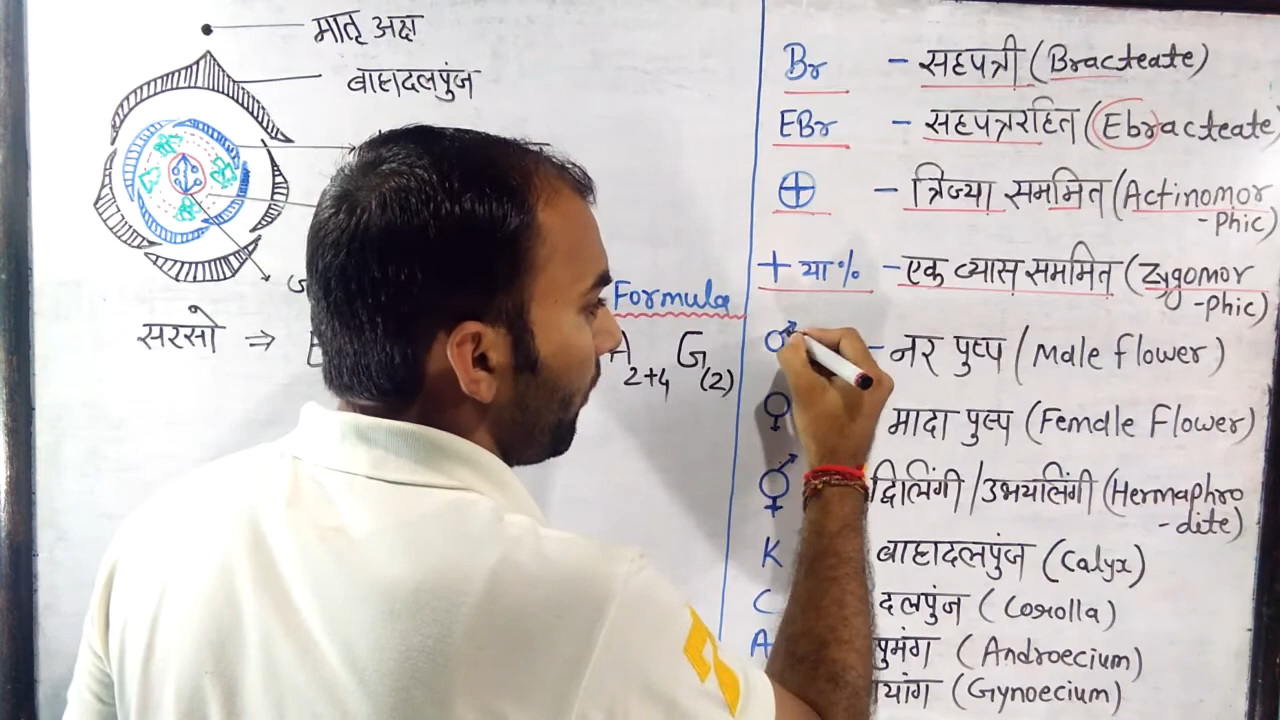 मातृ अक्ष
बाह्यदलपुंज
Formula
सरसो ⇒
A2+4 G(2)
Br - सहपत्री (Bracteate)
EBr - सहपत्ररहित (Ebracteate)
⊕ - त्रिज्या सममित (Actinomor
-Phic)
+ या % - एक व्यास सममित (Zygomor
-phic)
♂ - नर पुष्प (Male flower)
♀ मादा पुष्प (Female Flower)
⚥ द्विलिंगी / उभयलिंगी (Hermaphro
-dite)
K बाह्यदलपुंज (Calyx)
C दलपुंज (Corolla)
A पुमंग (Androecium)
यांग (Gynoecium)